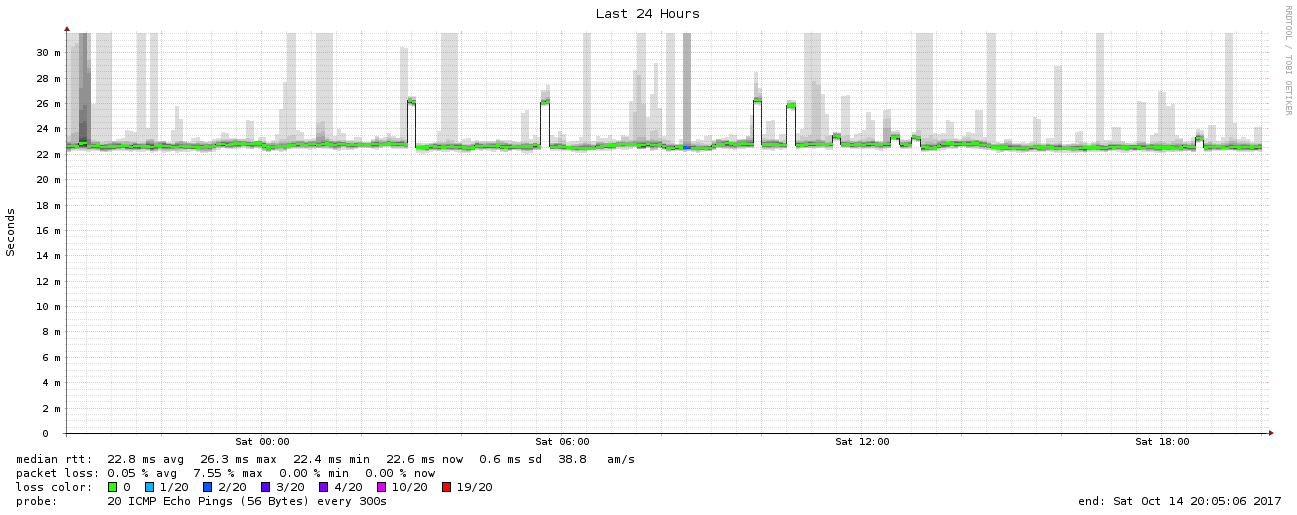 Last 24 Hours
RRDTOOL / TOBI OETIKER
Seconds
30 m
28 m
26 m
24 m
22 m
20 m
18 m
16 m
14 m
12 m
10 m
8 m
6 m
4 m
2 m
0
Sat 00:00 Sat 06:00 Sat 12:00 Sat 18:00
median rtt: 22.8 ms avg 26.3 ms max 22.4 ms min 22.6 ms now 0.6 ms sd 38.8 am/s
packet loss: 0.05 % avg 7.55 % max 0.00 % min 0.00 % now
loss color: 0 1/20 2/20 3/20 4/20 10/20 19/20
probe: 20 ICMP Echo Pings (56 Bytes) every 300s end: Sat Oct 14 20:05:06 2017